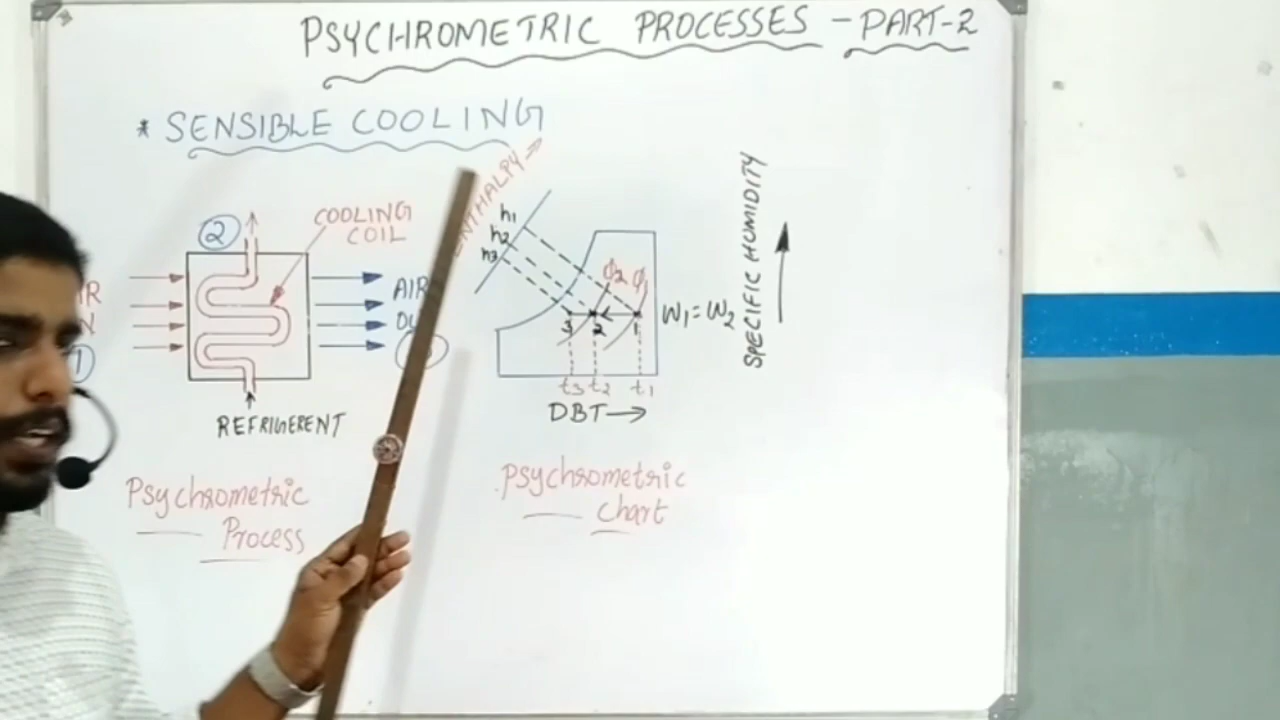 PSYCHROMETRIC PROCESSES - PART-2
* SENSIBLE COOLING
ENTHALPY →
②
COOLING
COIL
AIR
REFRIGERENT
Psychrometric
Process
h1
h2
h3
ϕ2 ϕ1
3 2 1
W1 = W2
t3 t2 t1
DBT →
SPECIFIC HUMIDITY
Psychrometric
Chart